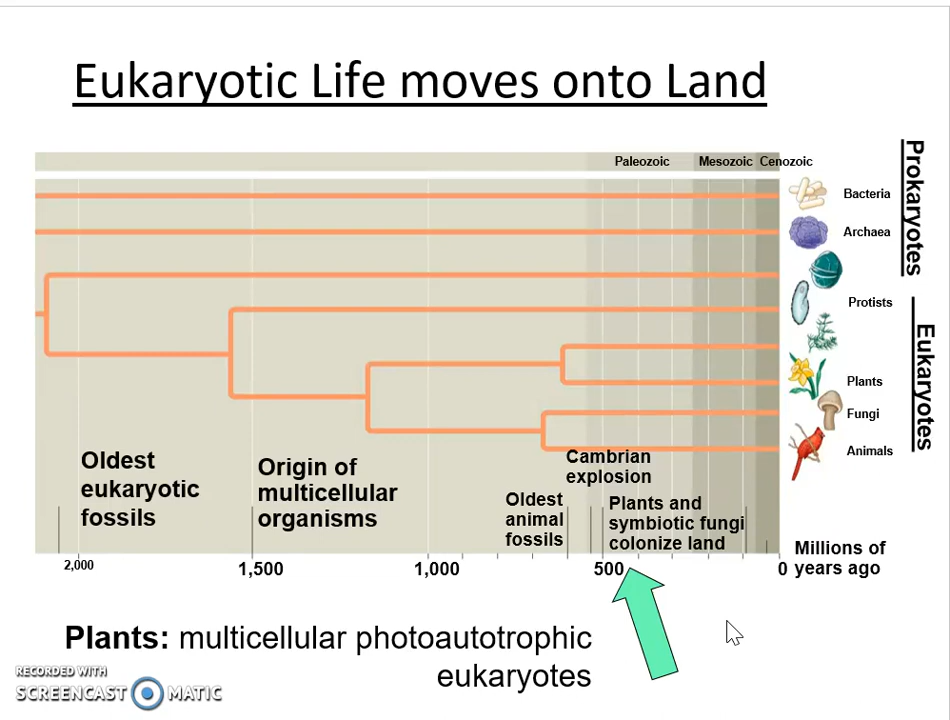 Eukaryotic Life moves onto Land
Paleozoic Mesozoic Cenozoic
Prokaryotes
Bacteria
Archaea
Eukaryotes
Protists
Plants
Fungi
Animals
Oldest
eukaryotic
fossils
Origin of
multicellular
organisms
Cambrian
explosion
Oldest
animal
fossils
Plants and
symbiotic fungi
colonize land
2,000 1,500 1,000 500 0
Millions of
years ago
Plants: multicellular photoautotrophic
eukaryotes
RECORDED WITH
SCREENCAST MATIC